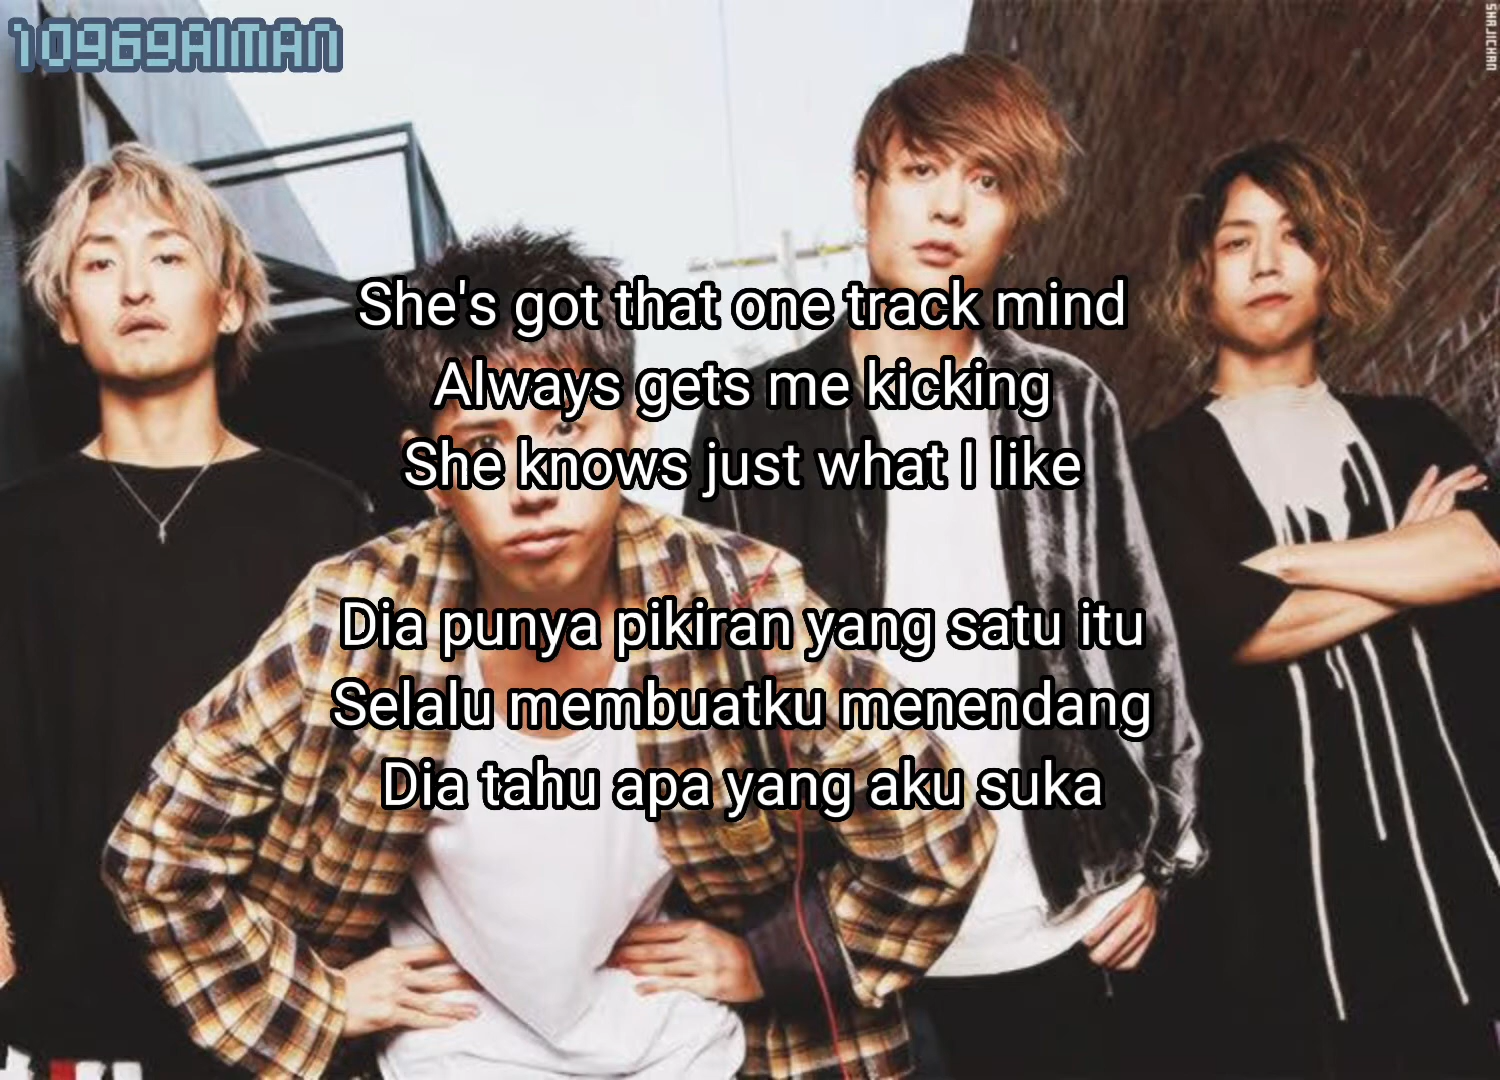 10969AIMAN
SHAJICHAN
She's got that one track mind
Always gets me kicking
She knows just what I like
Dia punya pikiran yang satu itu
Selalu membuatku menendang
Dia tahu apa yang aku suka